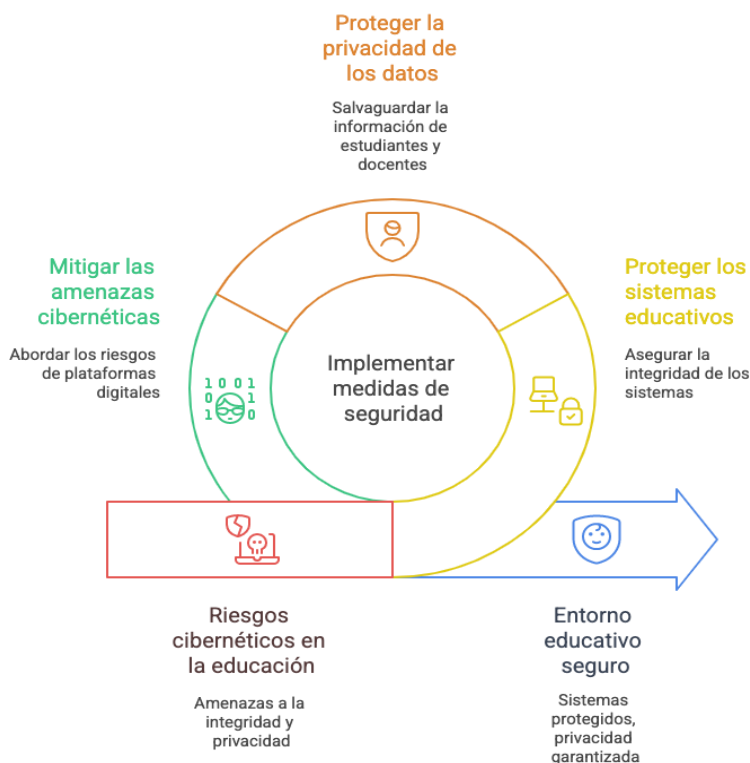 Proteger la
privacidad de
los datos
Salvaguardar la
información de
estudiantes y
docentes
Mitigar las
amenazas
cibernéticas
Abordar los riesgos
de plataformas
digitales
Proteger los
sistemas
educativos
Asegurar la
integridad de los
sistemas
Implementar
medidas de
seguridad
1 0 0 1
0 1
1 0
Riesgos
cibernéticos en
la educación
Amenazas a la
integridad y
privacidad
Entorno
educativo
seguro
Sistemas
protegidos,
privacidad
garantizada